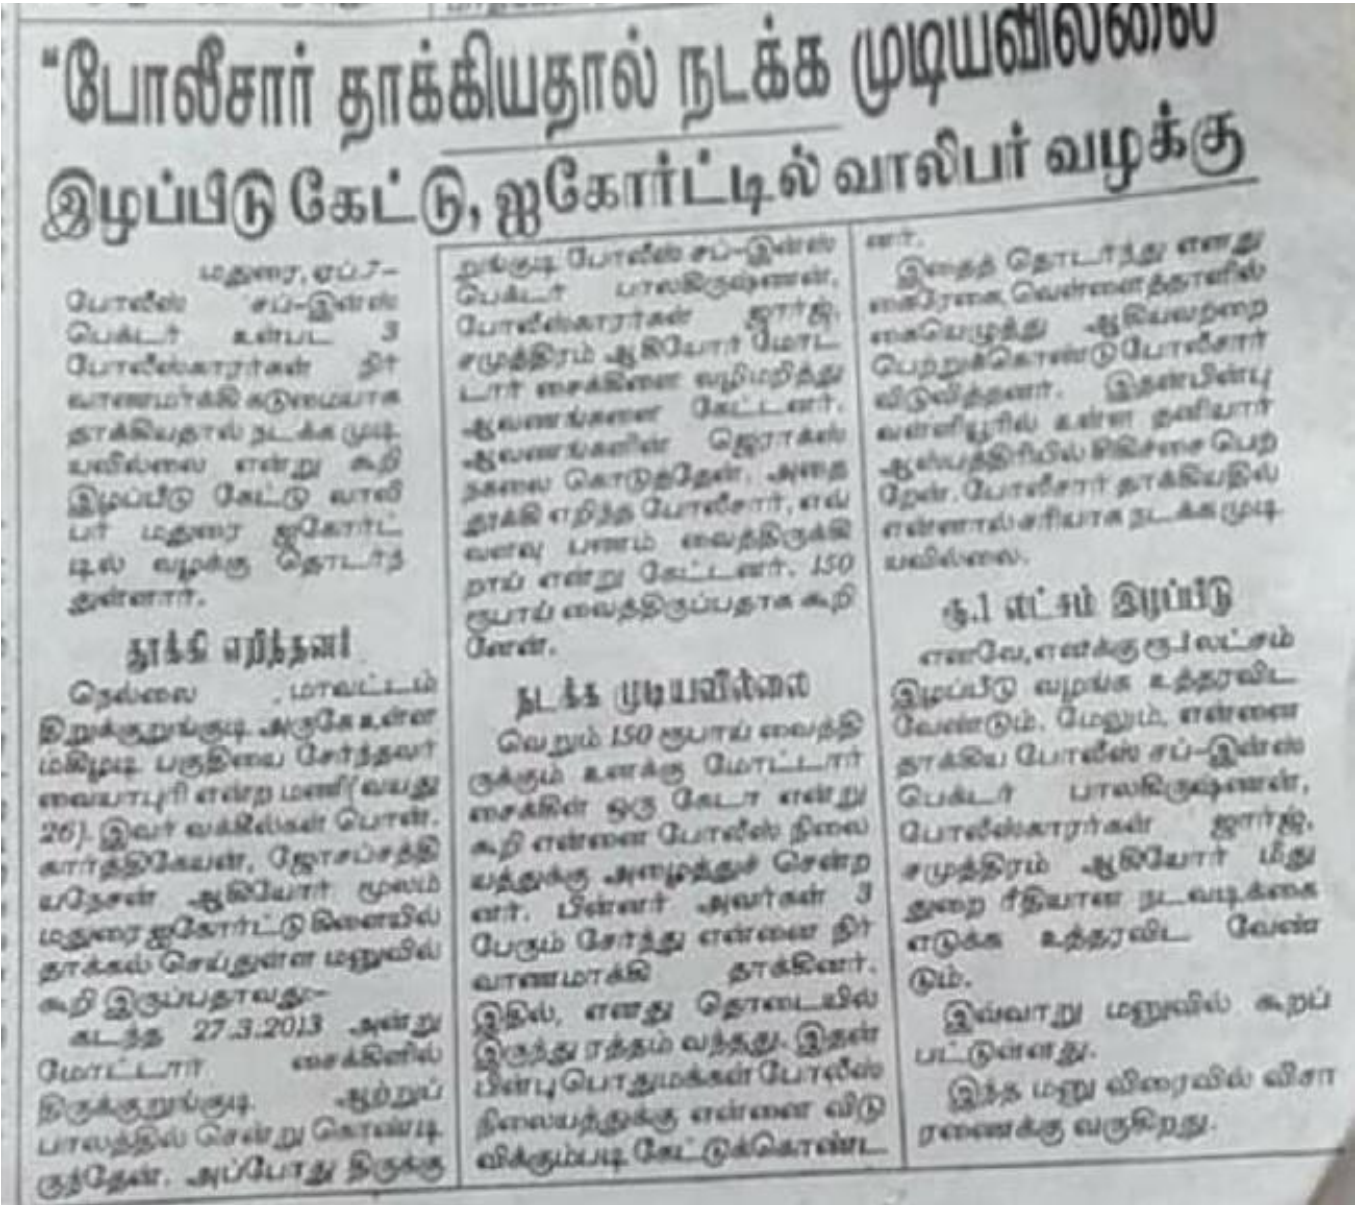 "போலீசார் தாக்கியதால் நடக்க முடியவில்லை
இழப்பீடு கேட்டு, ஐகோர்ட்டில் வாலிபர் வழக்கு
மதுரை, ஏப்.7–
போலீஸ் சப்-இன்ஸ்
பெக்டர் உள்பட 3
போலீஸ்காரர்கள் நிர்
வாணமாக்கி கடுமையாக
தாக்கியதால் நடக்க முடி
யவில்லை என்று கூறி
இழப்பீடு கேட்டு வாலி
பர் மதுரை ஐகோர்ட்
டில் வழக்கு தொடர்ந்
துள்ளார்.
தூக்கி எறிந்தனர்
நெல்லை மாவட்டம்
திறுக்குறுங்குடி அருகே உள்ள
மகிழடி பகுதியை சேர்ந்தவர்
வையாபுரி என்ற மணி (வயது
26). இவர் வக்கீல்கள் பொன்.
கார்த்திகேயன், ஜோசப்சத்தி
யநேசன் ஆகியோர் மூலம்
மதுரை ஐகோர்ட்டு கிளையில்
தாக்கல் செய்துள்ள மனுவில்
கூறி இருப்பதாவது:–
கடந்த 27.3.2013 அன்று
மோட்டார் சைக்கிளில்
திருக்குறுங்குடி ஆற்றுப்
பாலத்தில் சென்று கொண்டி
ருந்தேன். அப்போது திருக்கு
றுங்குடி போலீஸ் சப்-இன்ஸ்
பெக்டர் பாலகிருஷ்ணன்,
போலீஸ்காரர்கள் ஜார்ஜ்,
சமுத்திரம் ஆகியோர் மோட்
டார் சைக்கிளை வழிமறித்து
ஆவணங்களை கேட்டனர்.
ஆவணங்களின் ஜெராக்ஸ்
நகலை கொடுத்தேன். அதை
தூக்கி எறிந்த போலீசார், எவ்
வளவு பணம் வைத்திருக்கி
றாய் என்று கேட்டனர். 150
ரூபாய் வைத்திருப்பதாக கூறி
னேன்.
நடக்க முடியவில்லை
வெறும் 150 ரூபாய் வைத்தி
ருக்கும் உனக்கு மோட்டார்
சைக்கிள் ஒரு கேடா என்று
கூறி என்னை போலீஸ் நிலை
யத்துக்கு அழைத்துச் சென்ற
னர். பின்னர் அவர்கள் 3
பேரும் சேர்ந்து என்னை நிர்
வாணமாக்கி தாக்கினர்.
இதில், எனது தொடையில்
இருந்து ரத்தம் வந்தது. இதன்
பின்பு பொதுமக்கள் போலீஸ்
நிலையத்துக்கு என்னை விடு
விக்கும்படி கேட்டுக்கொண்ட
னர்.
இதைத் தொடர்ந்து எனது
கைரேகை, வெள்ளைத்தாளில்
கையெழுத்து ஆகியவற்றை
பெற்றுக்கொண்டு போலீசார்
விடுவித்தனர். இதன்பின்பு
வள்ளியூரில் உள்ள தனியார்
ஆஸ்பத்திரியில் சிகிச்சை பெற்
றேன். போலீசார் தாக்கியதில்
என்னால் சரியாக நடக்க முடி
யவில்லை.
ரூ.1 லட்சம் இழப்பீடு
எனவே, எனக்கு ரூ.1 லட்சம்
இழப்பீடு வழங்க உத்தரவிட
வேண்டும். மேலும், என்னை
தாக்கிய போலீஸ் சப்-இன்ஸ்
பெக்டர் பாலகிருஷ்ணன்,
போலீஸ்காரர்கள் ஜார்ஜ்,
சமுத்திரம் ஆகியோர் மீது
துறை ரீதியான நடவடிக்கை
எடுக்க உத்தரவிட வேண்
டும்.
இவ்வாறு மனுவில் கூறப்
பட்டுள்ளது.
இந்த மனு விரைவில் விசா
ரணைக்கு வருகிறது.